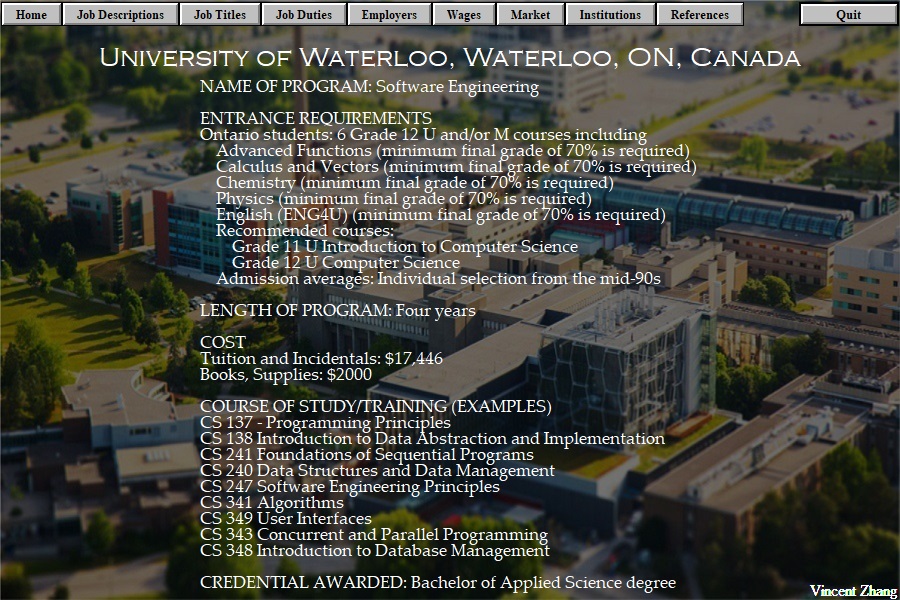 Home Job Descriptions Job Titles Job Duties Employers Wages Market Institutions References Quit
University of Waterloo, Waterloo, ON, Canada
NAME OF PROGRAM: Software Engineering
ENTRANCE REQUIREMENTS
Ontario students: 6 Grade 12 U and/or M courses including
Advanced Functions (minimum final grade of 70% is required)
Calculus and Vectors (minimum final grade of 70% is required)
Chemistry (minimum final grade of 70% is required)
Physics (minimum final grade of 70% is required)
English (ENG4U) (minimum final grade of 70% is required)
Recommended courses:
Grade 11 U Introduction to Computer Science
Grade 12 U Computer Science
Admission averages: Individual selection from the mid-90s
LENGTH OF PROGRAM: Four years
COST
Tuition and Incidentals: $17,446
Books, Supplies: $2000
COURSE OF STUDY/TRAINING (EXAMPLES)
CS 137 - Programming Principles
CS 138 Introduction to Data Abstraction and Implementation
CS 241 Foundations of Sequential Programs
CS 240 Data Structures and Data Management
CS 247 Software Engineering Principles
CS 341 Algorithms
CS 349 User Interfaces
CS 343 Concurrent and Parallel Programming
CS 348 Introduction to Database Management
CREDENTIAL AWARDED: Bachelor of Applied Science degree
Vincent Zhang